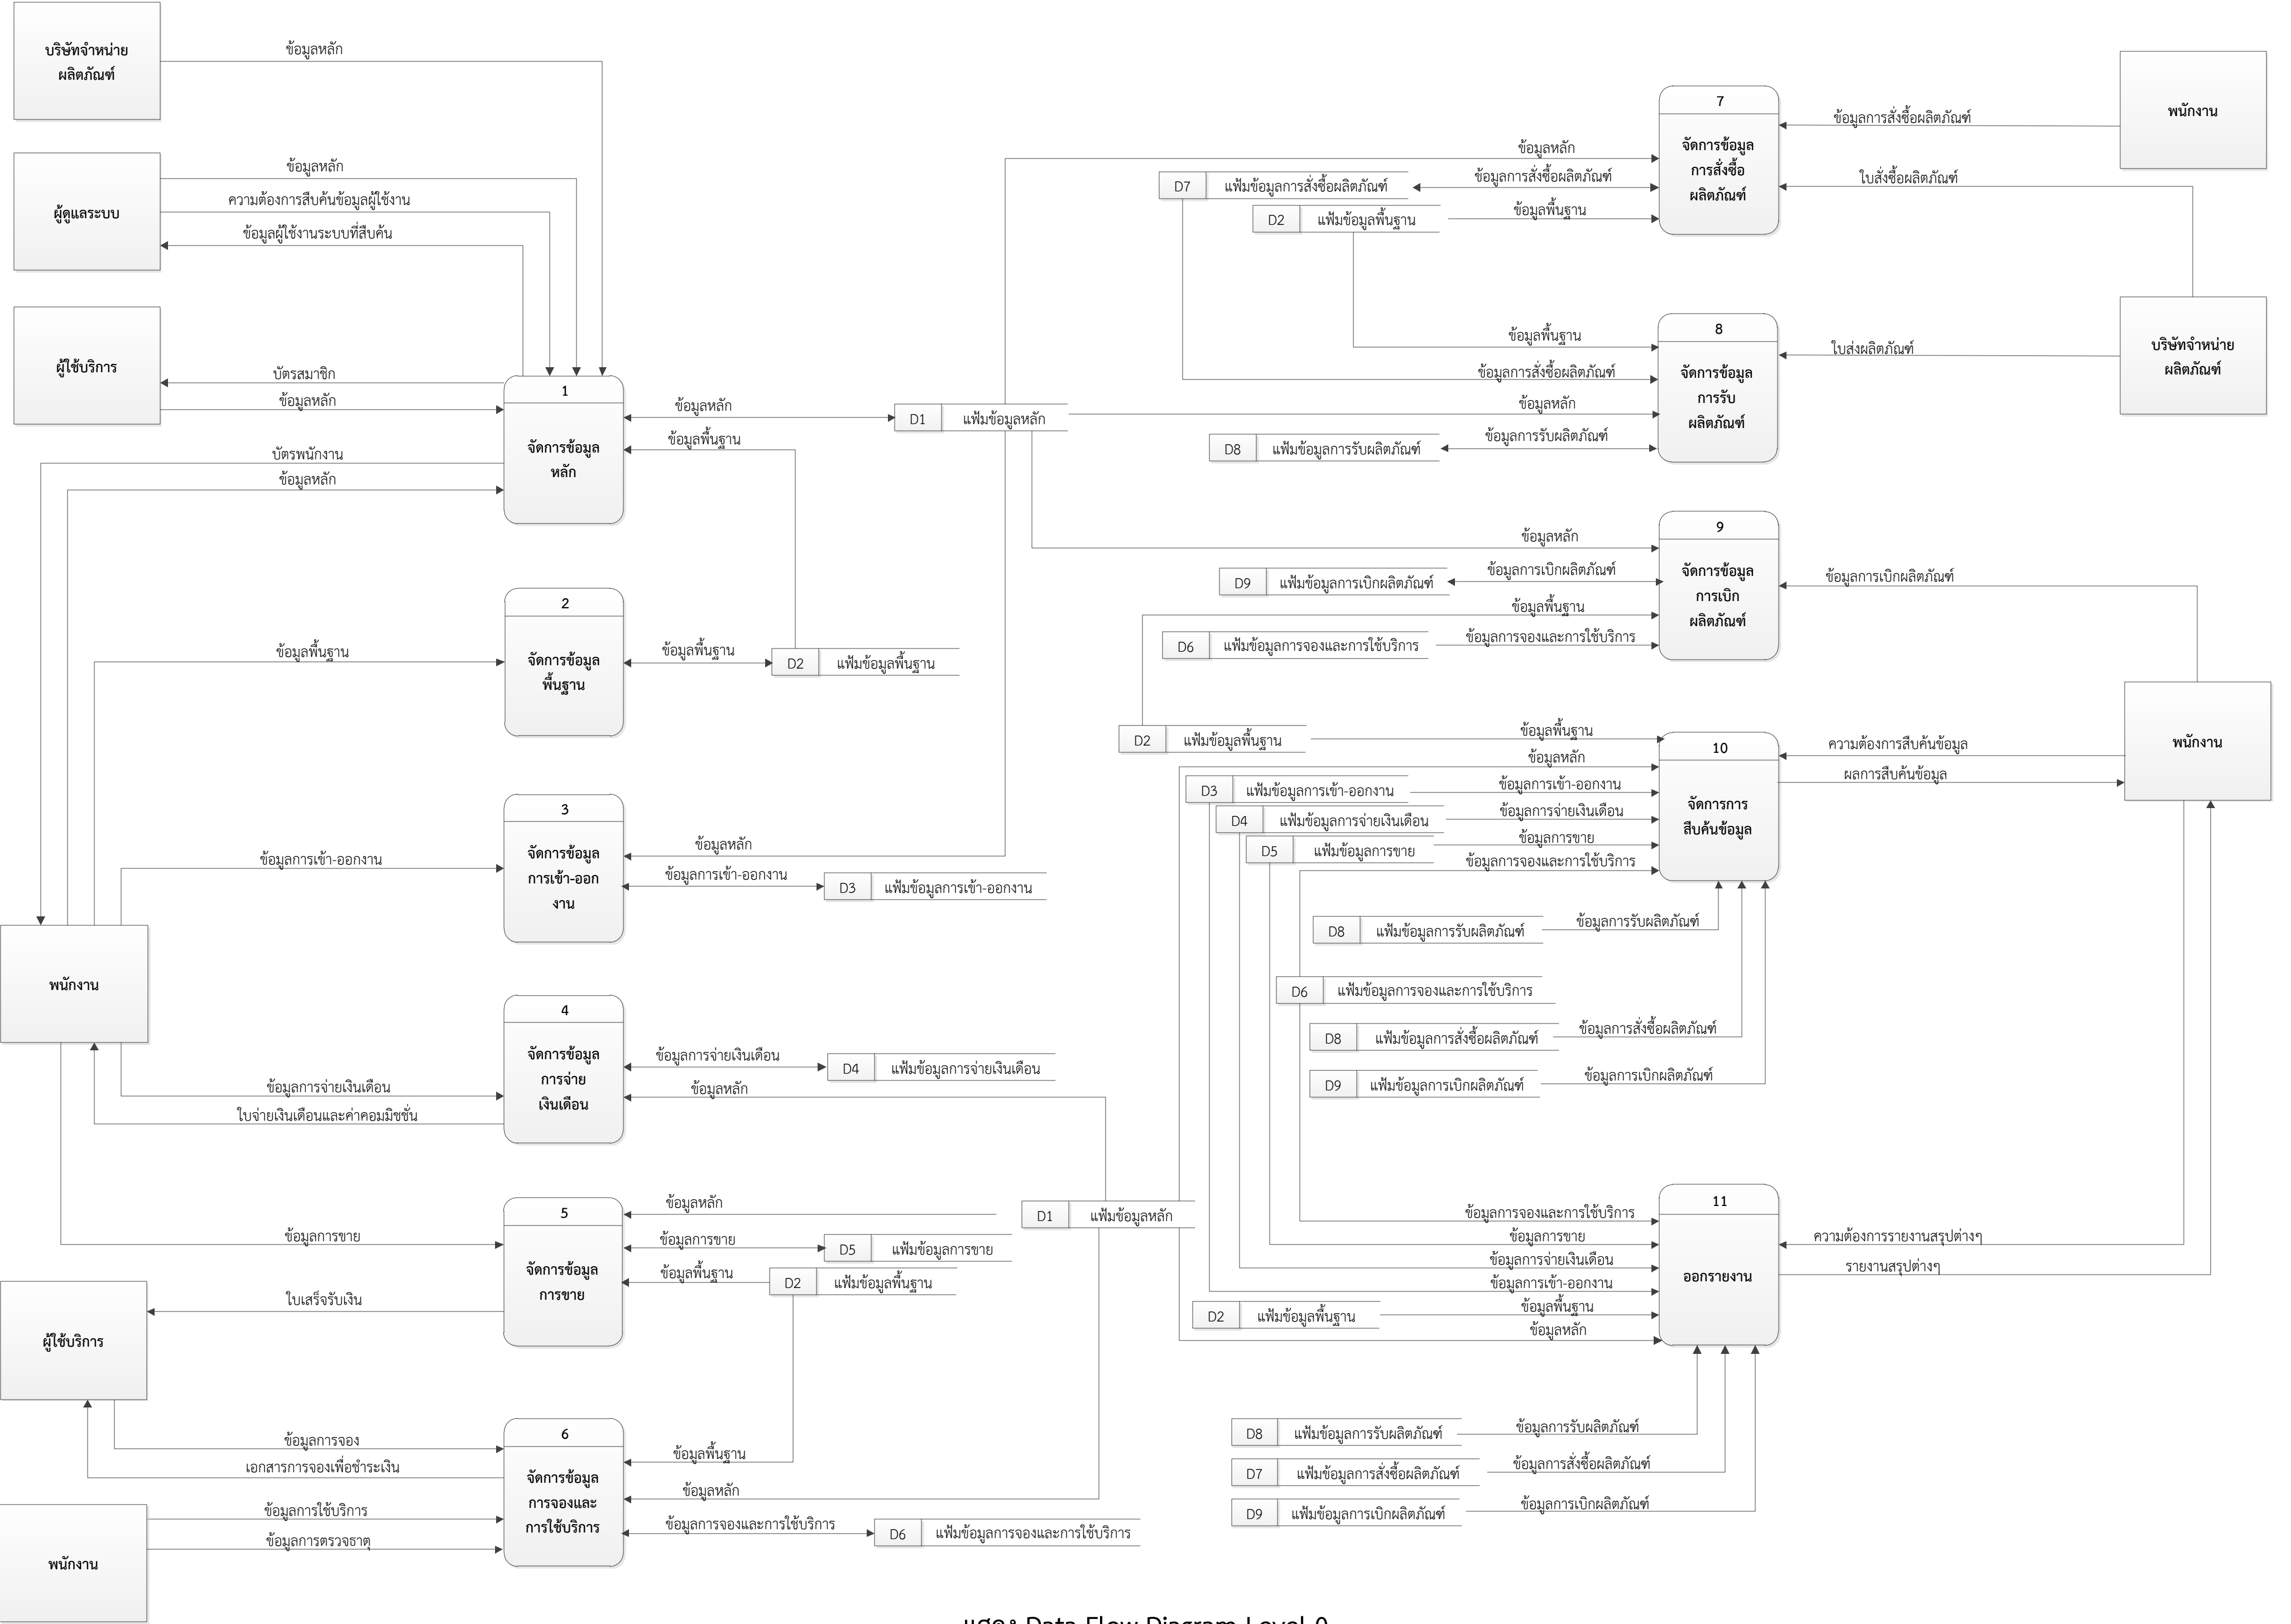 บริษัทจำหน่าย
ผลิตภัณฑ์
ข้อมูลหลัก
ผู้ดูแลระบบ
ข้อมูลหลัก
ความต้องการสืบค้นข้อมูลผู้ใช้งาน
ข้อมูลผู้ใช้งานระบบที่สืบค้น
ผู้ใช้บริการ
บัตรสมาชิก
ข้อมูลหลัก
บัตรพนักงาน
ข้อมูลหลัก
1
จัดการข้อมูล
หลัก
ข้อมูลหลัก
D1 แฟ้มข้อมูลหลัก
ข้อมูลพื้นฐาน
ข้อมูลพื้นฐาน
2
จัดการข้อมูล
พื้นฐาน
ข้อมูลพื้นฐาน
D2 แฟ้มข้อมูลพื้นฐาน
ข้อมูลการเข้า-ออกงาน
3
จัดการข้อมูล
การเข้า-ออก
งาน
ข้อมูลหลัก
ข้อมูลการเข้า-ออกงาน
D3 แฟ้มข้อมูลการเข้า-ออกงาน
พนักงาน
ข้อมูลการจ่ายเงินเดือน
ใบจ่ายเงินเดือนและค่าคอมมิชชั่น
4
จัดการข้อมูล
การจ่าย
เงินเดือน
ข้อมูลการจ่ายเงินเดือน
D4 แฟ้มข้อมูลการจ่ายเงินเดือน
ข้อมูลหลัก
ข้อมูลการขาย
ใบเสร็จรับเงิน
5
จัดการข้อมูล
การขาย
ข้อมูลหลัก
D1 แฟ้มข้อมูลหลัก
ข้อมูลการขาย
D5 แฟ้มข้อมูลการขาย
ข้อมูลพื้นฐาน
D2 แฟ้มข้อมูลพื้นฐาน
ผู้ใช้บริการ
ข้อมูลการจอง
เอกสารการจองเพื่อชำระเงิน
ข้อมูลการใช้บริการ
ข้อมูลการตรวจธาตุ
พนักงาน
6
จัดการข้อมูล
การจองและ
การใช้บริการ
ข้อมูลพื้นฐาน
ข้อมูลหลัก
ข้อมูลการจองและการใช้บริการ
D6 แฟ้มข้อมูลการจองและการใช้บริการ
ข้อมูลหลัก
D7 แฟ้มข้อมูลการสั่งซื้อผลิตภัณฑ์
ข้อมูลการสั่งซื้อผลิตภัณฑ์
D2 แฟ้มข้อมูลพื้นฐาน
ข้อมูลพื้นฐาน
7
จัดการข้อมูล
การสั่งซื้อ
ผลิตภัณฑ์
ข้อมูลการสั่งซื้อผลิตภัณฑ์
พนักงาน
ใบสั่งซื้อผลิตภัณฑ์
ข้อมูลพื้นฐาน
ข้อมูลการสั่งซื้อผลิตภัณฑ์
ข้อมูลหลัก
D8 แฟ้มข้อมูลการรับผลิตภัณฑ์
ข้อมูลการรับผลิตภัณฑ์
8
จัดการข้อมูล
การรับ
ผลิตภัณฑ์
ใบส่งผลิตภัณฑ์
บริษัทจำหน่าย
ผลิตภัณฑ์
ข้อมูลหลัก
D9 แฟ้มข้อมูลการเบิกผลิตภัณฑ์
ข้อมูลการเบิกผลิตภัณฑ์
ข้อมูลพื้นฐาน
D6 แฟ้มข้อมูลการจองและการใช้บริการ
ข้อมูลการจองและการใช้บริการ
9
จัดการข้อมูล
การเบิก
ผลิตภัณฑ์
ข้อมูลการเบิกผลิตภัณฑ์
พนักงาน
D2 แฟ้มข้อมูลพื้นฐาน
ข้อมูลพื้นฐาน
ข้อมูลหลัก
D3 แฟ้มข้อมูลการเข้า-ออกงาน
ข้อมูลการเข้า-ออกงาน
D4 แฟ้มข้อมูลการจ่ายเงินเดือน
ข้อมูลการจ่ายเงินเดือน
D5 แฟ้มข้อมูลการขาย
ข้อมูลการขาย
ข้อมูลการจองและการใช้บริการ
10
จัดการการ
สืบค้นข้อมูล
ความต้องการสืบค้นข้อมูล
ผลการสืบค้นข้อมูล
D8 แฟ้มข้อมูลการรับผลิตภัณฑ์
ข้อมูลการรับผลิตภัณฑ์
D6 แฟ้มข้อมูลการจองและการใช้บริการ
D8 แฟ้มข้อมูลการสั่งซื้อผลิตภัณฑ์
ข้อมูลการสั่งซื้อผลิตภัณฑ์
D9 แฟ้มข้อมูลการเบิกผลิตภัณฑ์
ข้อมูลการเบิกผลิตภัณฑ์
ข้อมูลการจองและการใช้บริการ
ข้อมูลการขาย
ข้อมูลการจ่ายเงินเดือน
ข้อมูลการเข้า-ออกงาน
D2 แฟ้มข้อมูลพื้นฐาน
ข้อมูลพื้นฐาน
ข้อมูลหลัก
11
ออกรายงาน
ความต้องการรายงานสรุปต่างๆ
รายงานสรุปต่างๆ
D8 แฟ้มข้อมูลการรับผลิตภัณฑ์
ข้อมูลการรับผลิตภัณฑ์
D7 แฟ้มข้อมูลการสั่งซื้อผลิตภัณฑ์
ข้อมูลการสั่งซื้อผลิตภัณฑ์
D9 แฟ้มข้อมูลการเบิกผลิตภัณฑ์
ข้อมูลการเบิกผลิตภัณฑ์
แสดง Data Flow Diagram Level 0